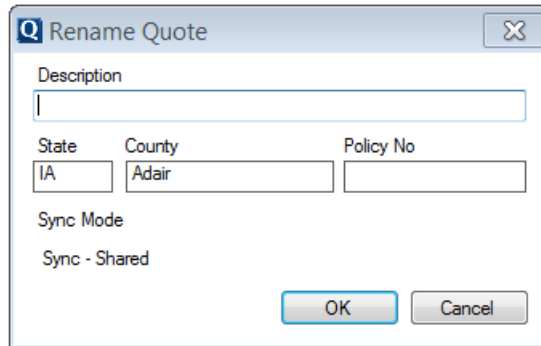 Q Rename Quote
Description
State County Policy No
IA Adair
Sync Mode
Sync - Shared
OK Cancel